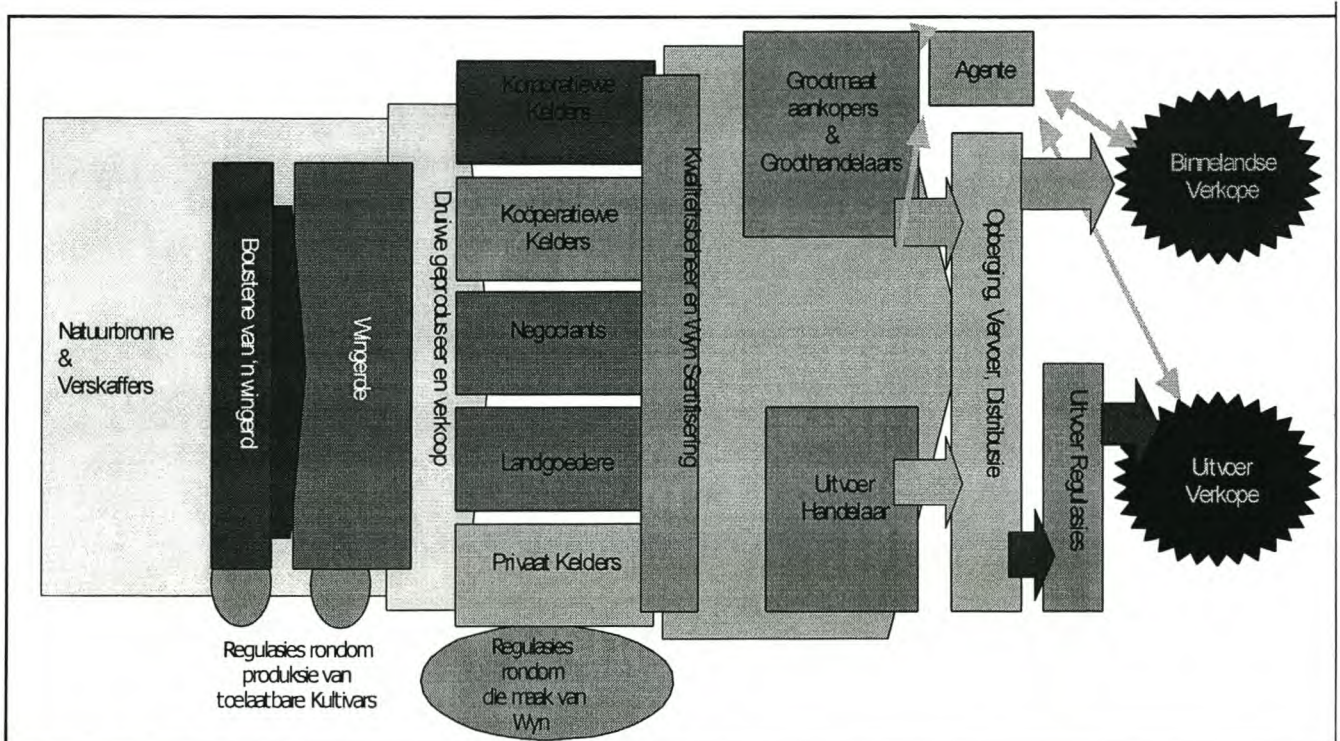 Natuurbronne
&
Verskaffers
Boustene van 'n wingerd
Wingerde
Druiwe geproduseer en verkoop
Korporatiewe
Kelders
Koöperatiewe
Kelders
Negociants
Landgoedere
Privaat Kelders
Kwaliteitsbeheer en Wyn Sertifisering
Grootmaat
aankopers
&
Groothandelaars
Uitvoer
Handelaar
Agente
Opberging, Vervoer, Distribusie
Uitvoer Regulasies
Binnelandse
Verkope
Uitvoer
Verkope
Regulasies rondom
produksie van
toelaatbare Kultivars
Regulasies
rondom
die maak van
Wyn